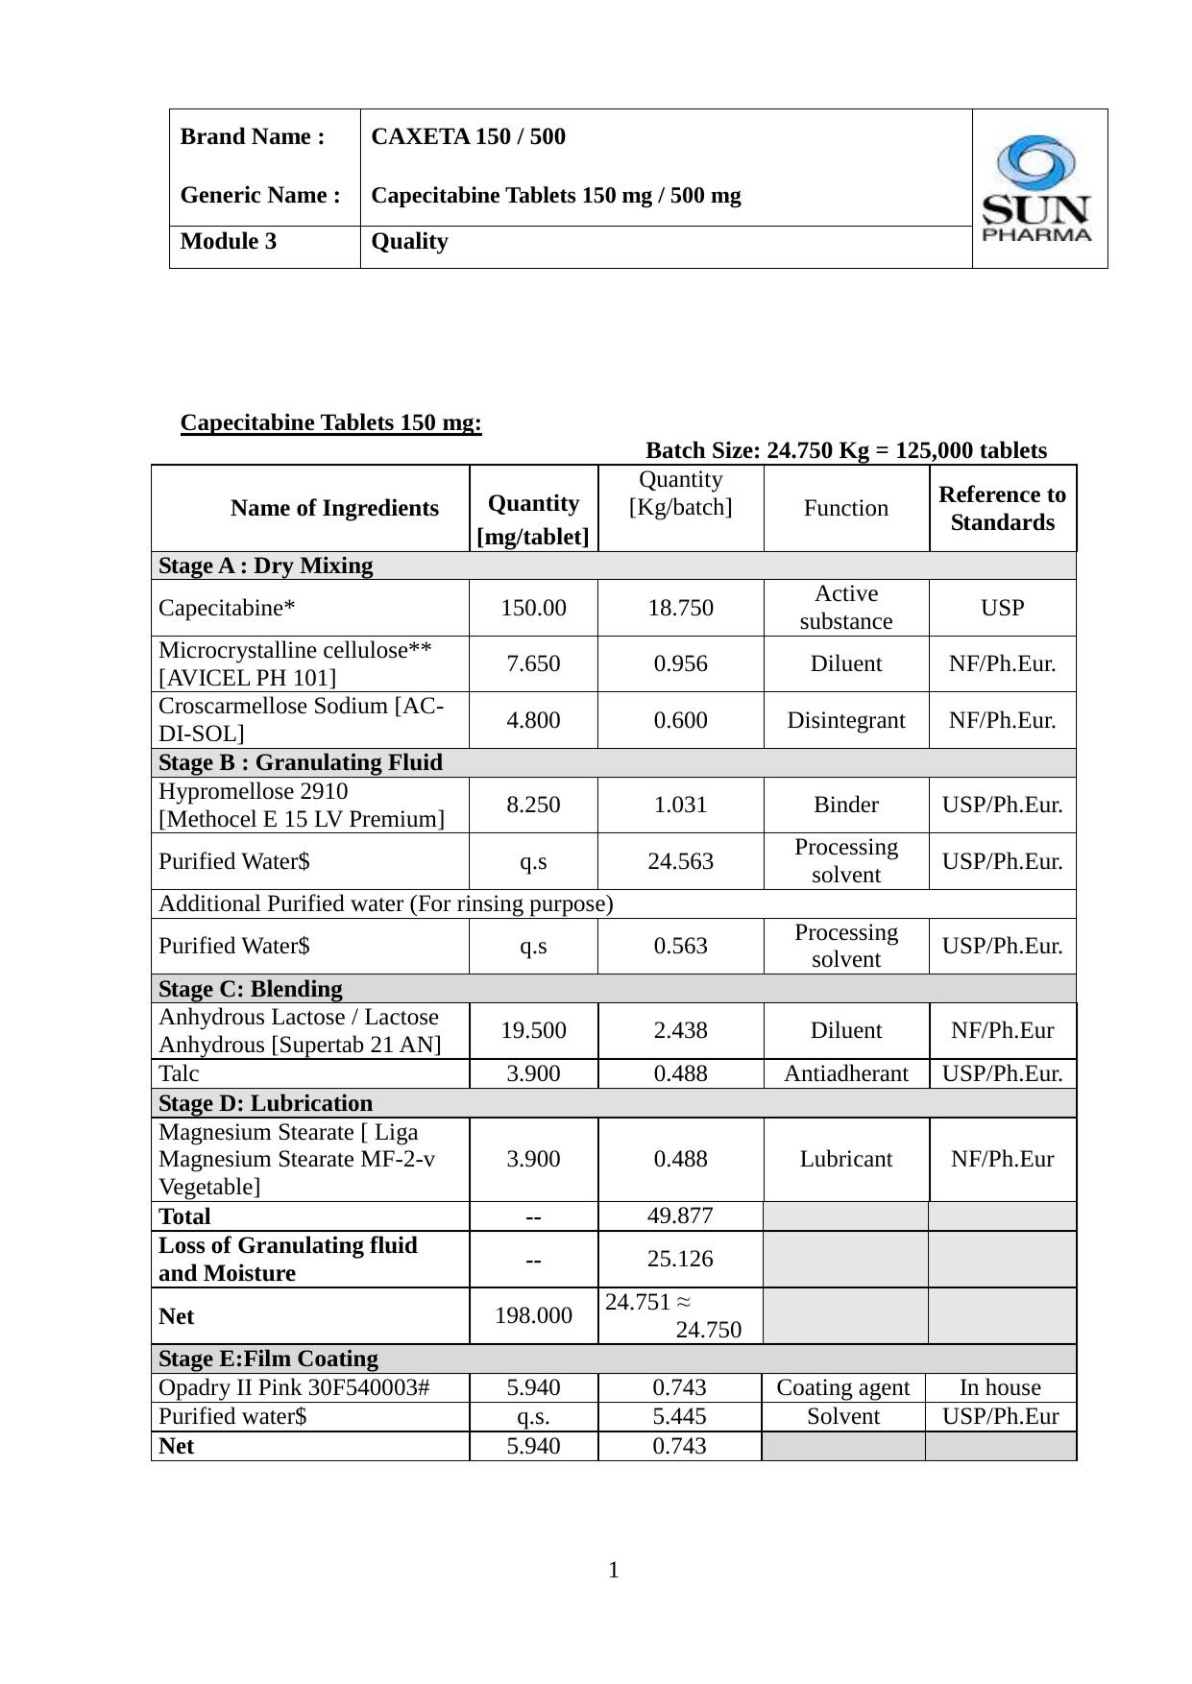 Brand Name :
CAXETA 150 / 500
Generic Name :
Capecitabine Tablets 150 mg / 500 mg
SUN
PHARMA
Module 3
Quality
Capecitabine Tablets 150 mg:
Batch Size: 24.750 Kg = 125,000 tablets
Name of Ingredients
Quantity
[mg/tablet]
Quantity
[Kg/batch]
Function
Reference to
Standards
Stage A : Dry Mixing
Capecitabine*
150.00
18.750
Active
substance
USP
Microcrystalline cellulose**
[AVICEL PH 101]
7.650
0.956
Diluent
NF/Ph.Eur.
Croscarmellose Sodium [AC-
DI-SOL]
4.800
0.600
Disintegrant
NF/Ph.Eur.
Stage B : Granulating Fluid
Hypromellose 2910
[Methocel E 15 LV Premium]
8.250
1.031
Binder
USP/Ph.Eur.
Purified Water$
q.s
24.563
Processing
solvent
USP/Ph.Eur.
Additional Purified water (For rinsing purpose)
Purified Water$
q.s
0.563
Processing
solvent
USP/Ph.Eur.
Stage C: Blending
Anhydrous Lactose / Lactose
Anhydrous [Supertab 21 AN]
19.500
2.438
Diluent
NF/Ph.Eur
Talc
3.900
0.488
Antiadherant
USP/Ph.Eur.
Stage D: Lubrication
Magnesium Stearate [ Liga
Magnesium Stearate MF-2-v
Vegetable]
3.900
0.488
Lubricant
NF/Ph.Eur
Total
--
49.877
Loss of Granulating fluid
and Moisture
--
25.126
Net
198.000
24.751 ≈
24.750
Stage E:Film Coating
Opadry II Pink 30F540003#
5.940
0.743
Coating agent
In house
Purified water$
q.s.
5.445
Solvent
USP/Ph.Eur
Net
5.940
0.743
1